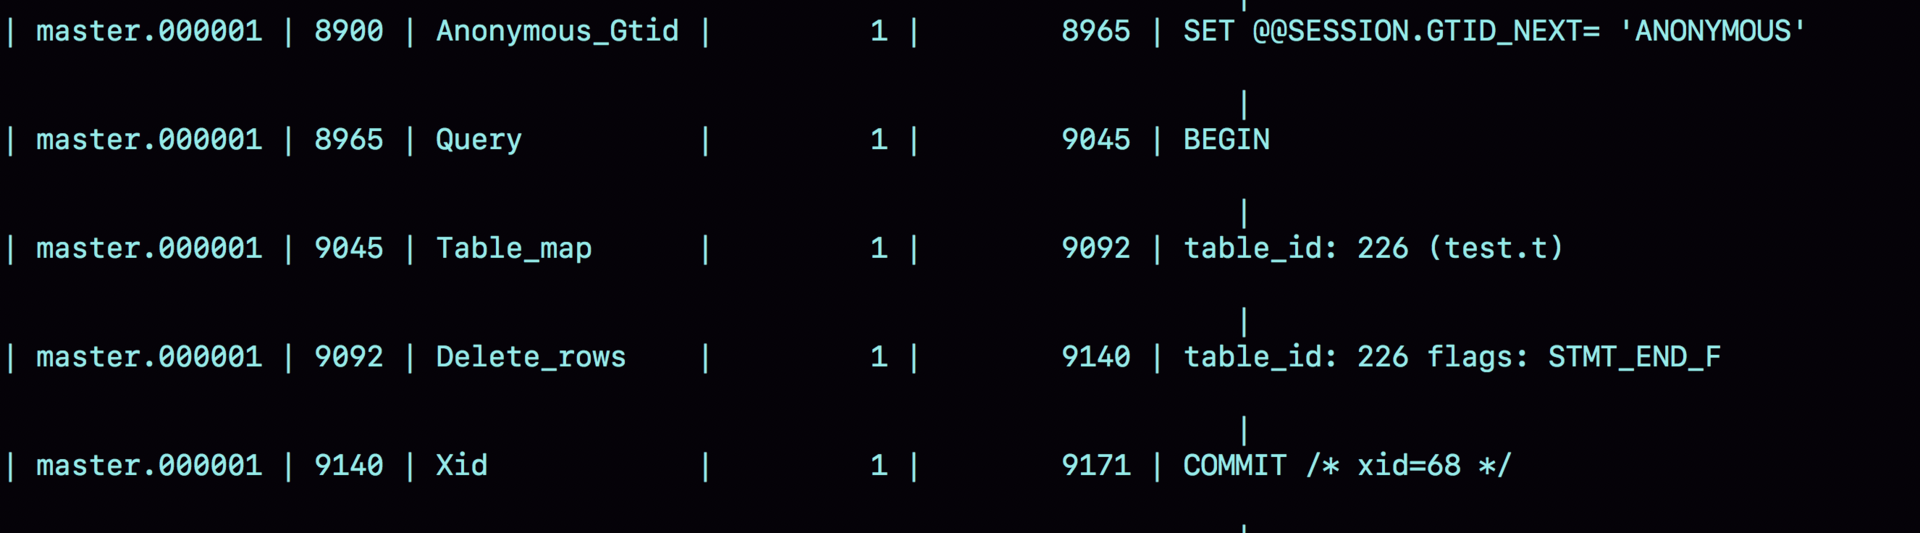 | master.000001 | 8900 | Anonymous_Gtid | 1 | 8965 | SET @@SESSION.GTID_NEXT= 'ANONYMOUS'
|
| master.000001 | 8965 | Query | 1 | 9045 | BEGIN
|
| master.000001 | 9045 | Table_map | 1 | 9092 | table_id: 226 (test.t)
|
| master.000001 | 9092 | Delete_rows | 1 | 9140 | table_id: 226 flags: STMT_END_F
|
| master.000001 | 9140 | Xid | 1 | 9171 | COMMIT /* xid=68 */